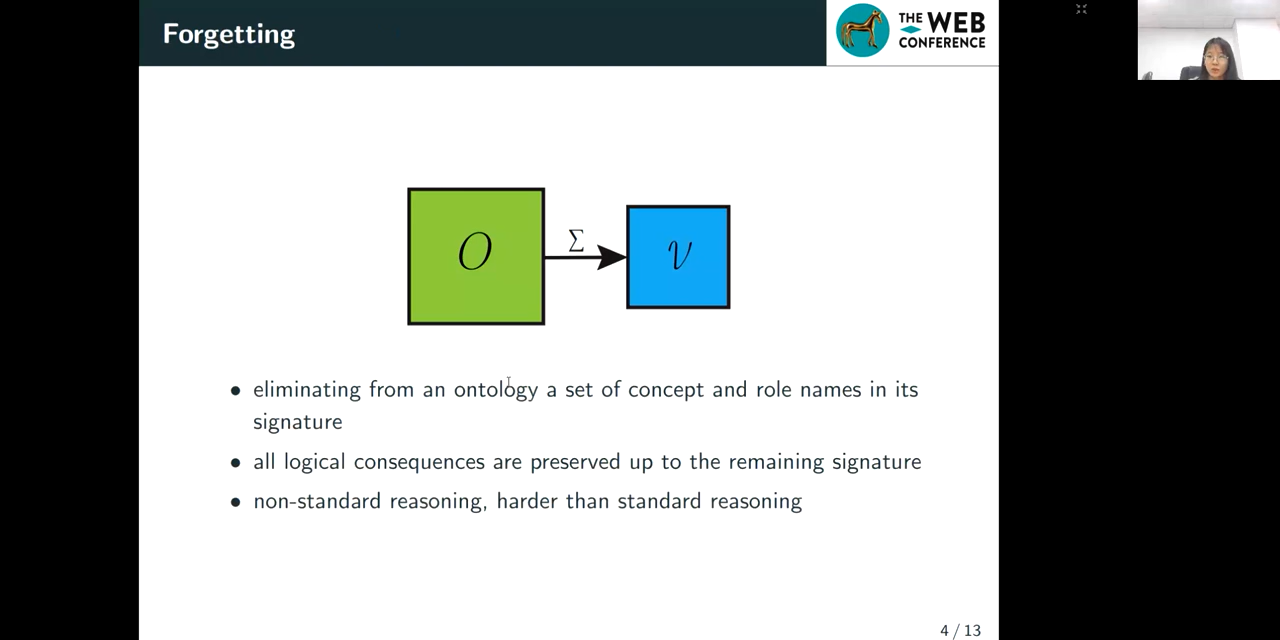 Forgetting
THE WEB
CONFERENCE
O
Σ
𝒱
• eliminating from an ontology a set of concept and role names in its
signature
• all logical consequences are preserved up to the remaining signature
• non-standard reasoning, harder than standard reasoning
4 / 13